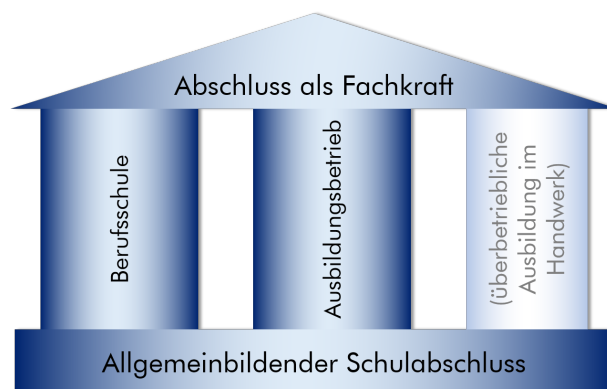 Abschluss als Fachkraft
Berufsschule
Ausbildungsbetrieb
(überbetriebliche
Ausbildung im
Handwerk)
Allgemeinbildender Schulabschluss